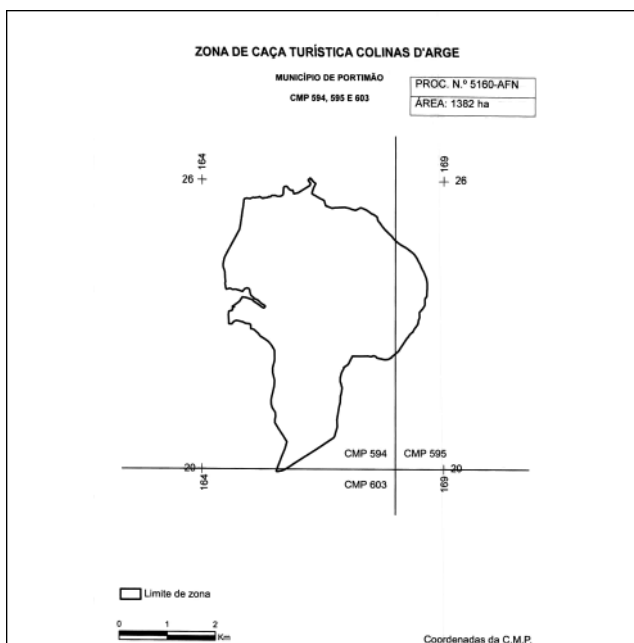 ZONA DE CAÇA TURÍSTICA COLINAS D'ARGE
MUNICÍPIO DE PORTIMÃO
CMP 594, 595 E 603
PROC. N.º 5160-AFN
ÁREA: 1382 ha
164
169
26
26
CMP 594
CMP 595
20
20
164
169
CMP 603
Limite de zona
0 1 2
Km
Coordenadas da C.M.P.